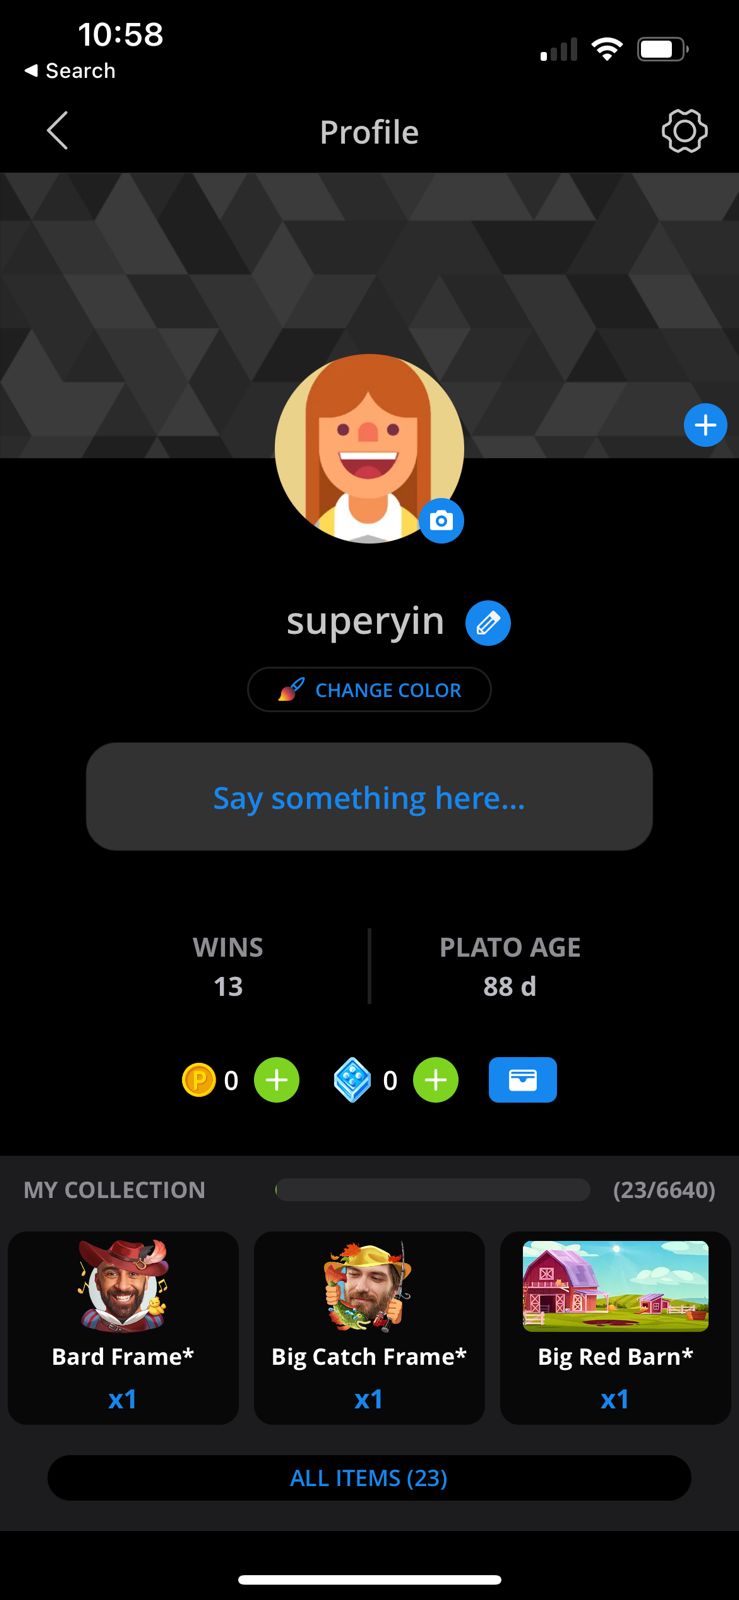 10:58
◀ Search
Profile
superyin
CHANGE COLOR
Say something here...
WINS
13
PLATO AGE
88 d
P 0
0
MY COLLECTION
(23/6640)
Bard Frame*
x1
Big Catch Frame*
x1
Big Red Barn*
x1
ALL ITEMS (23)